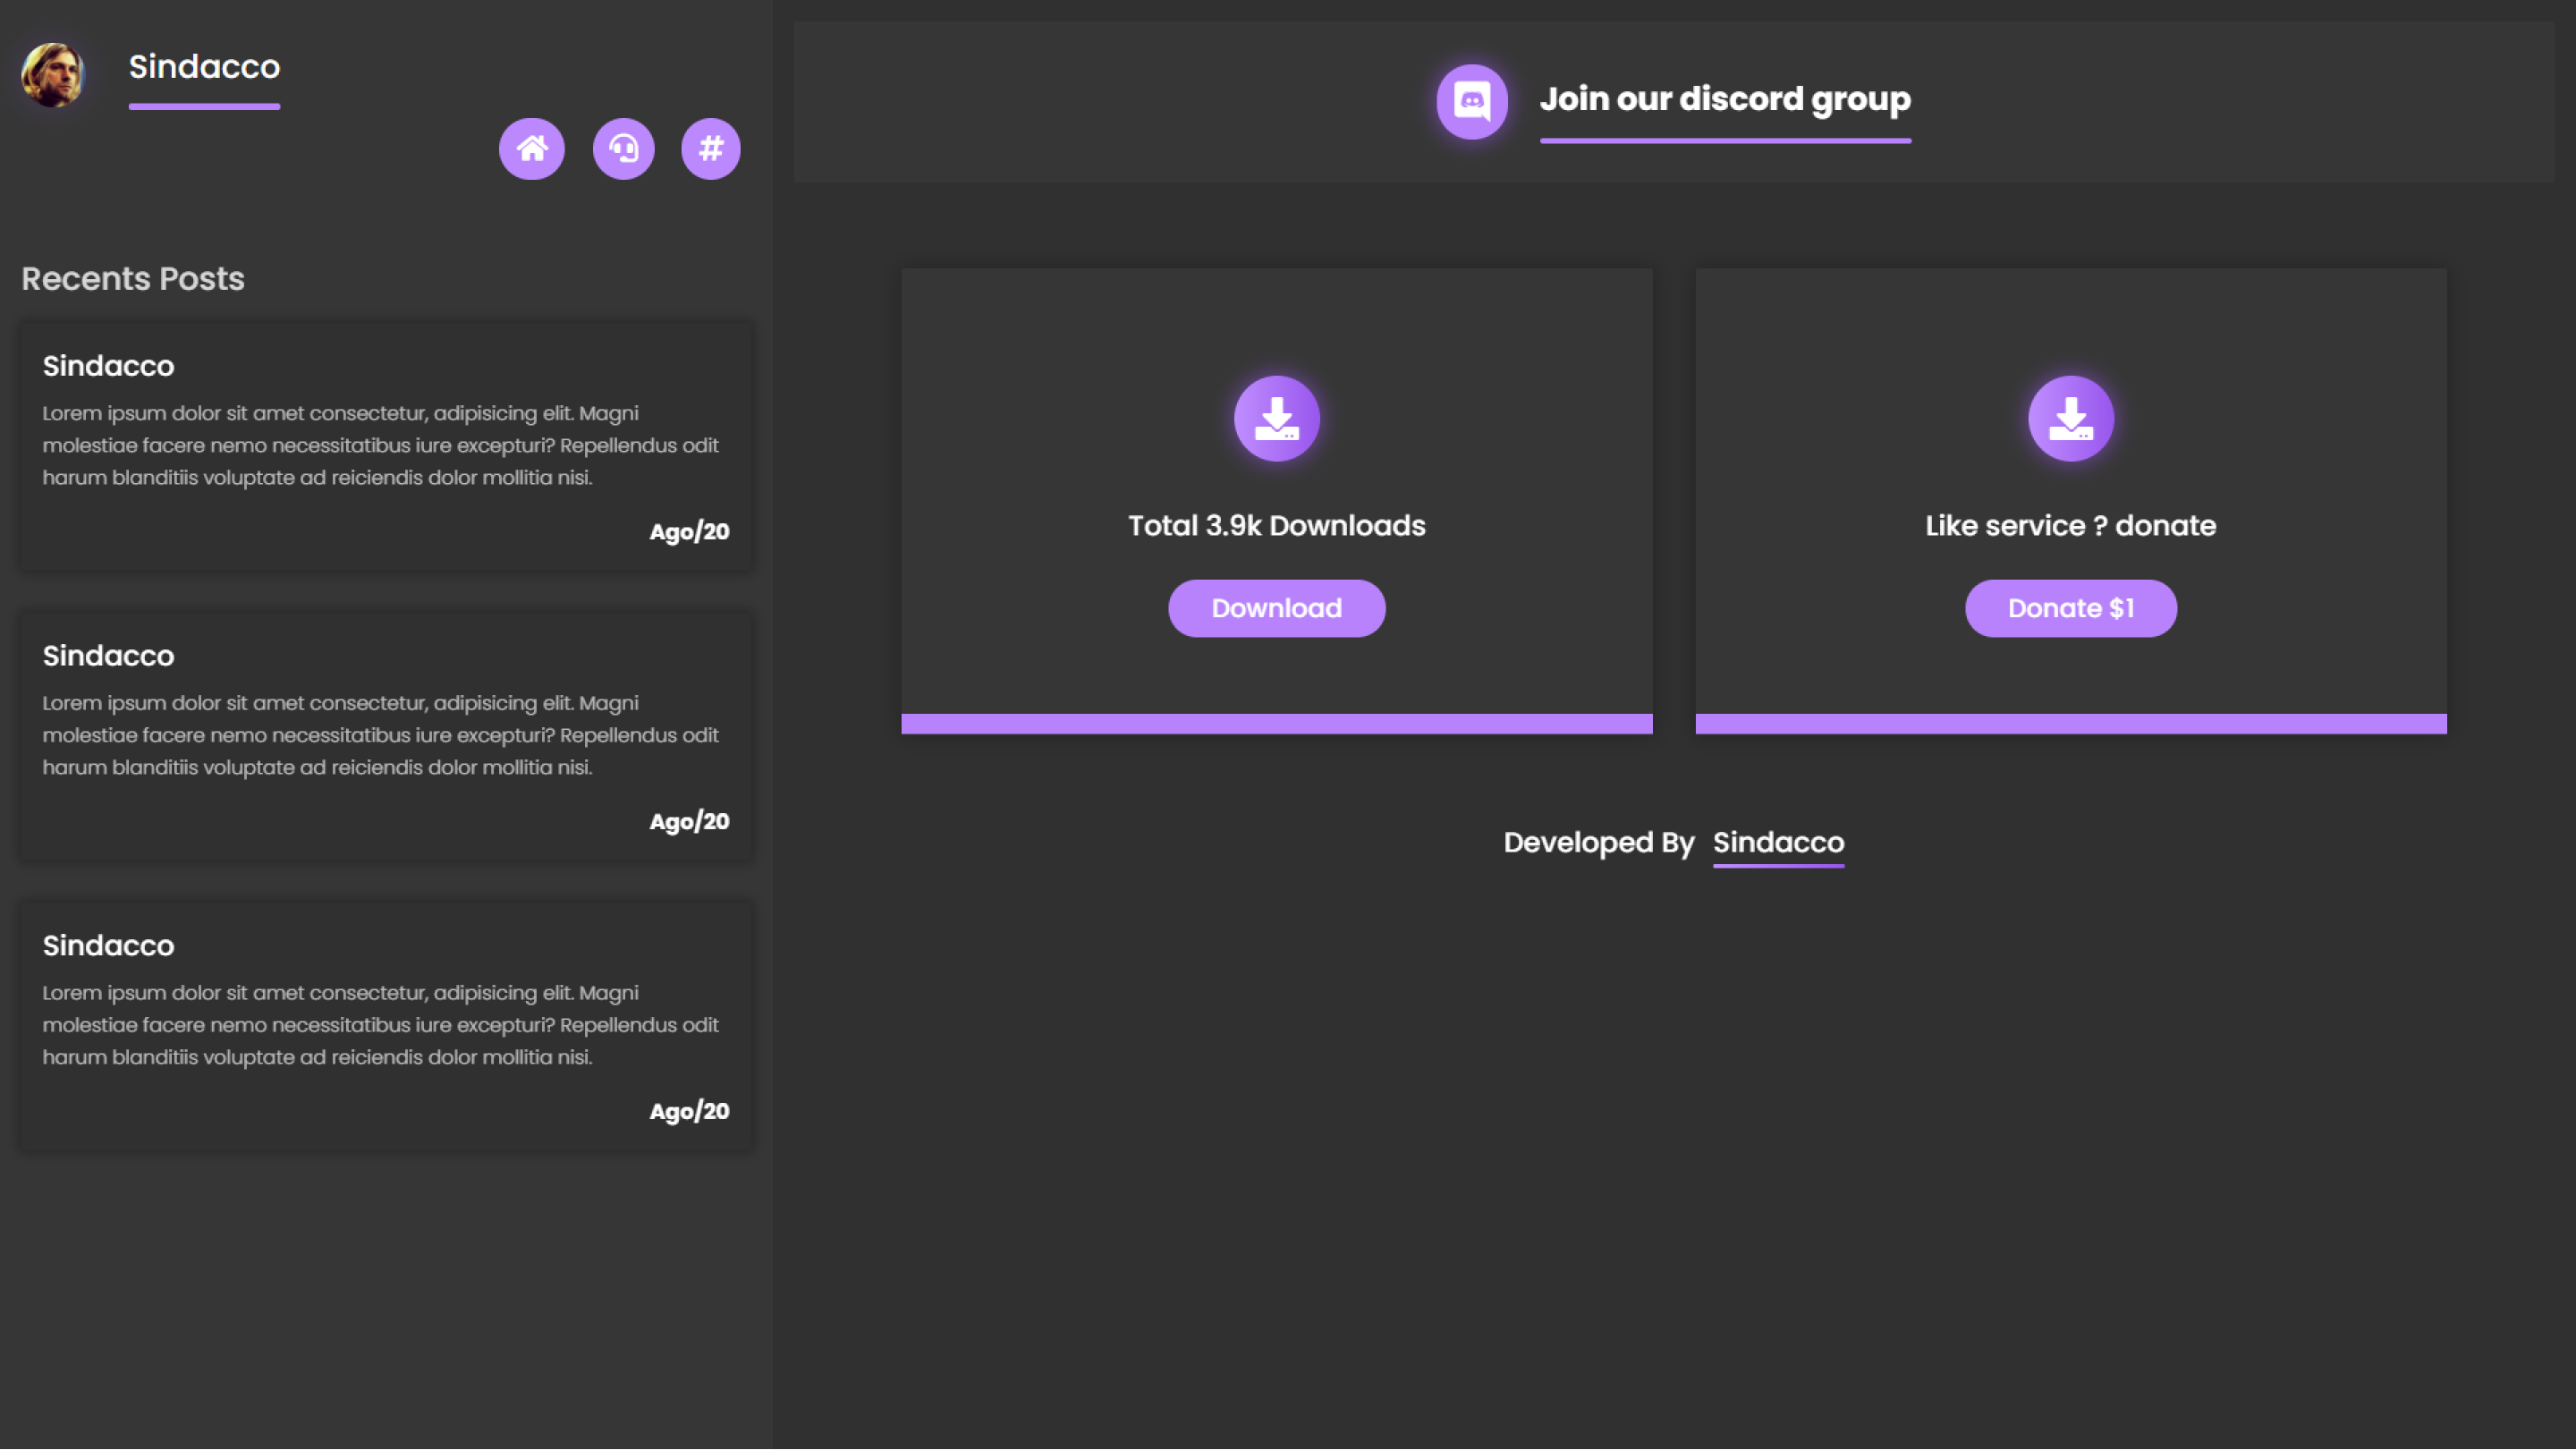 Sindacco
Recents Posts
Sindacco
Lorem ipsum dolor sit amet consectetur, adipisicing elit. Magni
molestiae facere nemo necessitatibus iure excepturi? Repellendus odit
harum blanditiis voluptate ad reiciendis dolor mollitia nisi.
Ago/20
Sindacco
Lorem ipsum dolor sit amet consectetur, adipisicing elit. Magni
molestiae facere nemo necessitatibus iure excepturi? Repellendus odit
harum blanditiis voluptate ad reiciendis dolor mollitia nisi.
Ago/20
Sindacco
Lorem ipsum dolor sit amet consectetur, adipisicing elit. Magni
molestiae facere nemo necessitatibus iure excepturi? Repellendus odit
harum blanditiis voluptate ad reiciendis dolor mollitia nisi.
Ago/20
Join our discord group
Total 3.9k Downloads
Download
Like service ? donate
Donate $1
Developed By Sindacco